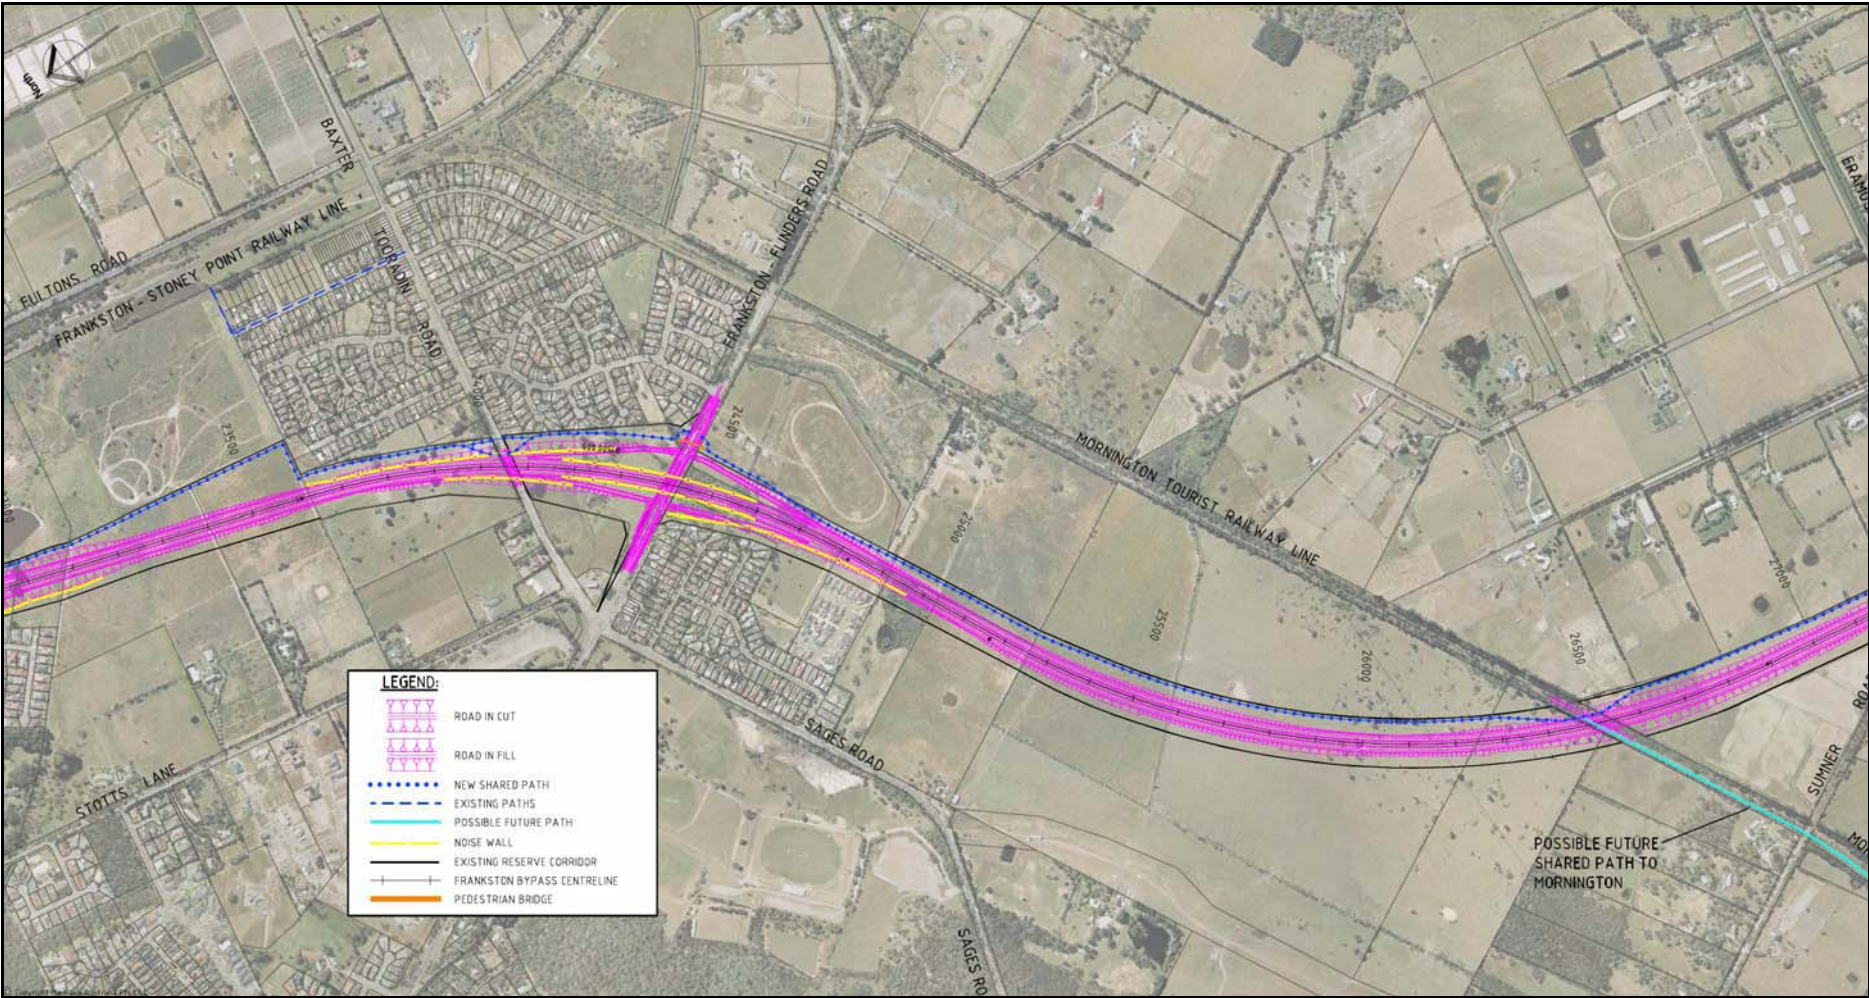 North
BAXTER
TOORADIN
ROAD
FULTONS ROAD
FRANKSTON - STONEY POINT RAILWAY LINE
FRANKSTON - FLINDERS ROAD
MORNINGTON TOURIST RAILWAY LINE
23500
24500
25000
25500
26000
26500
27000
STOTTS LANE
SAGES ROAD
SAGES RO
SUMNER
ROA
MOR
LEGEND:
ROAD IN CUT
ROAD IN FILL
NEW SHARED PATH
EXISTING PATHS
POSSIBLE FUTURE PATH
NOISE WALL
EXISTING RESERVE CORRIDOR
FRANKSTON BYPASS CENTRELINE
PEDESTRIAN BRIDGE
POSSIBLE FUTURE
SHARED PATH TO
MORNINGTON